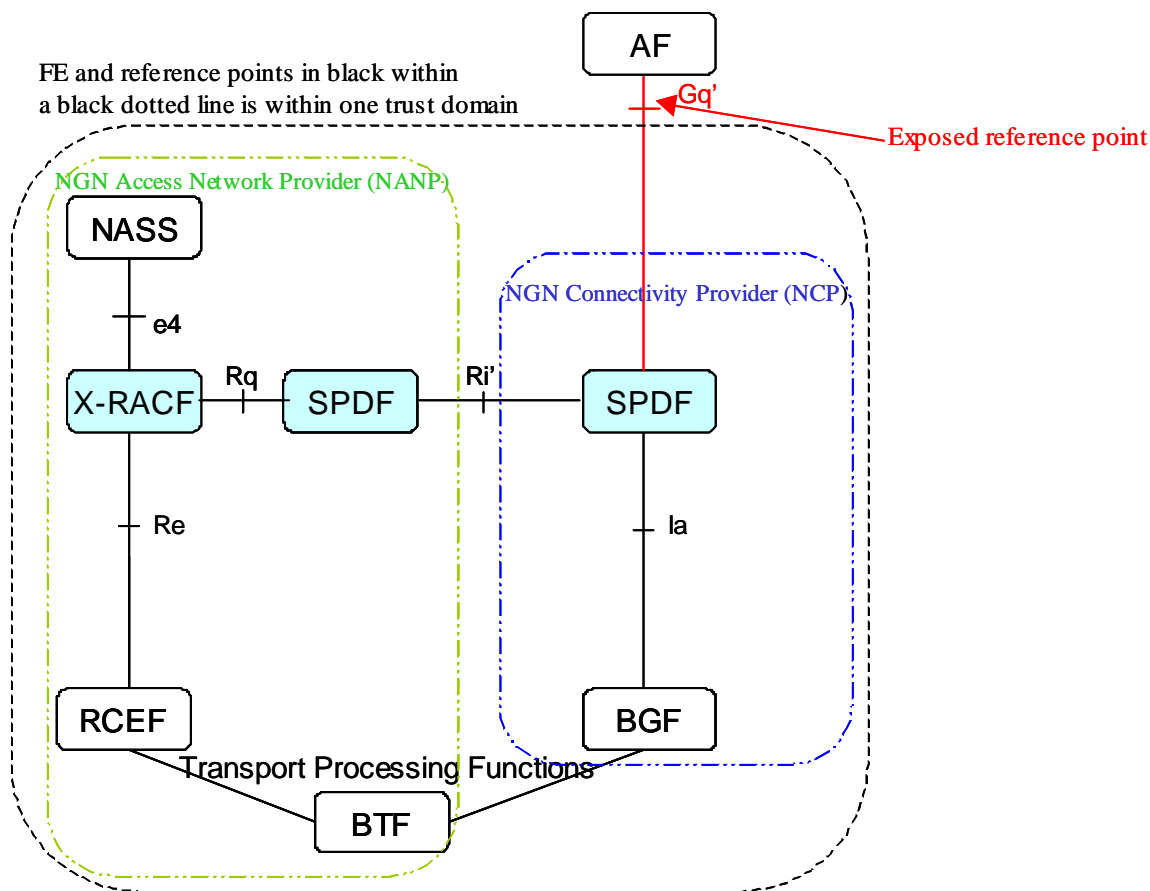 AF
FE and reference points in black within
a black dotted line is within one trust domain
Gq’
Exposed reference point
NGN Access Network Provider (NANP)
NASS
NGN Connectivity Provider (NCP)
e4
Rq
Ri’
X-RACF
SPDF
SPDF
Re
Ia
RCEF
BGF
Transport Processing Functions
BTF